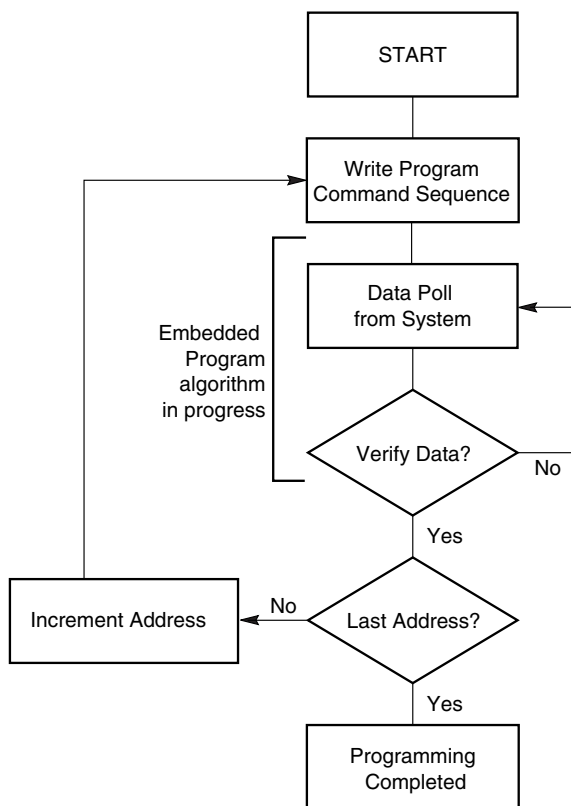 START
Write Program
Command Sequence
Data Poll
from System
Embedded
Program
algorithm
in progress
Verify Data?
No
Yes
Increment Address
No
Last Address?
Yes
Programming
Completed